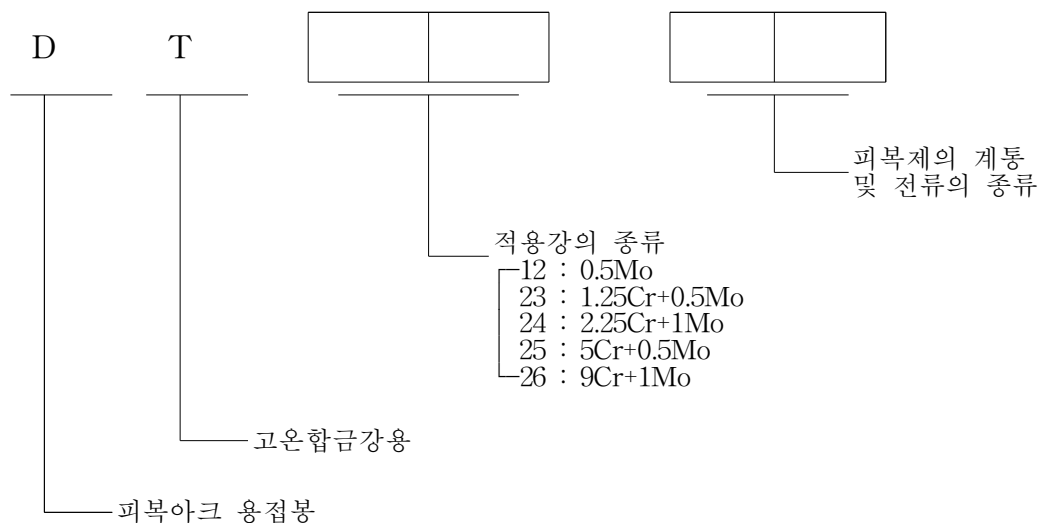 D T
피복제의 계통
및 전류의 종류
적용강의 종류
12 : 0.5Mo
23 : 1.25Cr+0.5Mo
24 : 2.25Cr+1Mo
25 : 5Cr+0.5Mo
26 : 9Cr+1Mo
고온합금강용
피복아크 용접봉